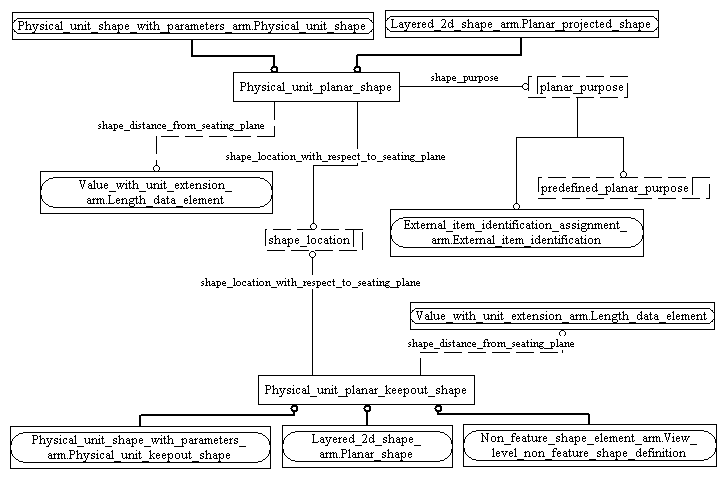 Physical_unit_shape_with_parameters_arm.Physical_unit_shape
Layered_2d_shape_arm.Planar_projected_shape
Physical_unit_planar_shape
shape_purpose
planar_purpose
shape_distance_from_seating_plane
shape_location_with_respect_to_seating_plane
Value_with_unit_extension_
arm.Length_data_element
predefined_planar_purpose
External_item_identification_assignment_
arm.External_item_identification
shape_location
shape_location_with_respect_to_seating_plane
Value_with_unit_extension_arm.Length_data_element
shape_distance_from_seating_plane
Physical_unit_planar_keepout_shape
Physical_unit_shape_with_parameters_
arm.Physical_unit_keepout_shape
Layered_2d_shape_
arm.Planar_shape
Non_feature_shape_element_arm.View_
level_non_feature_shape_definition